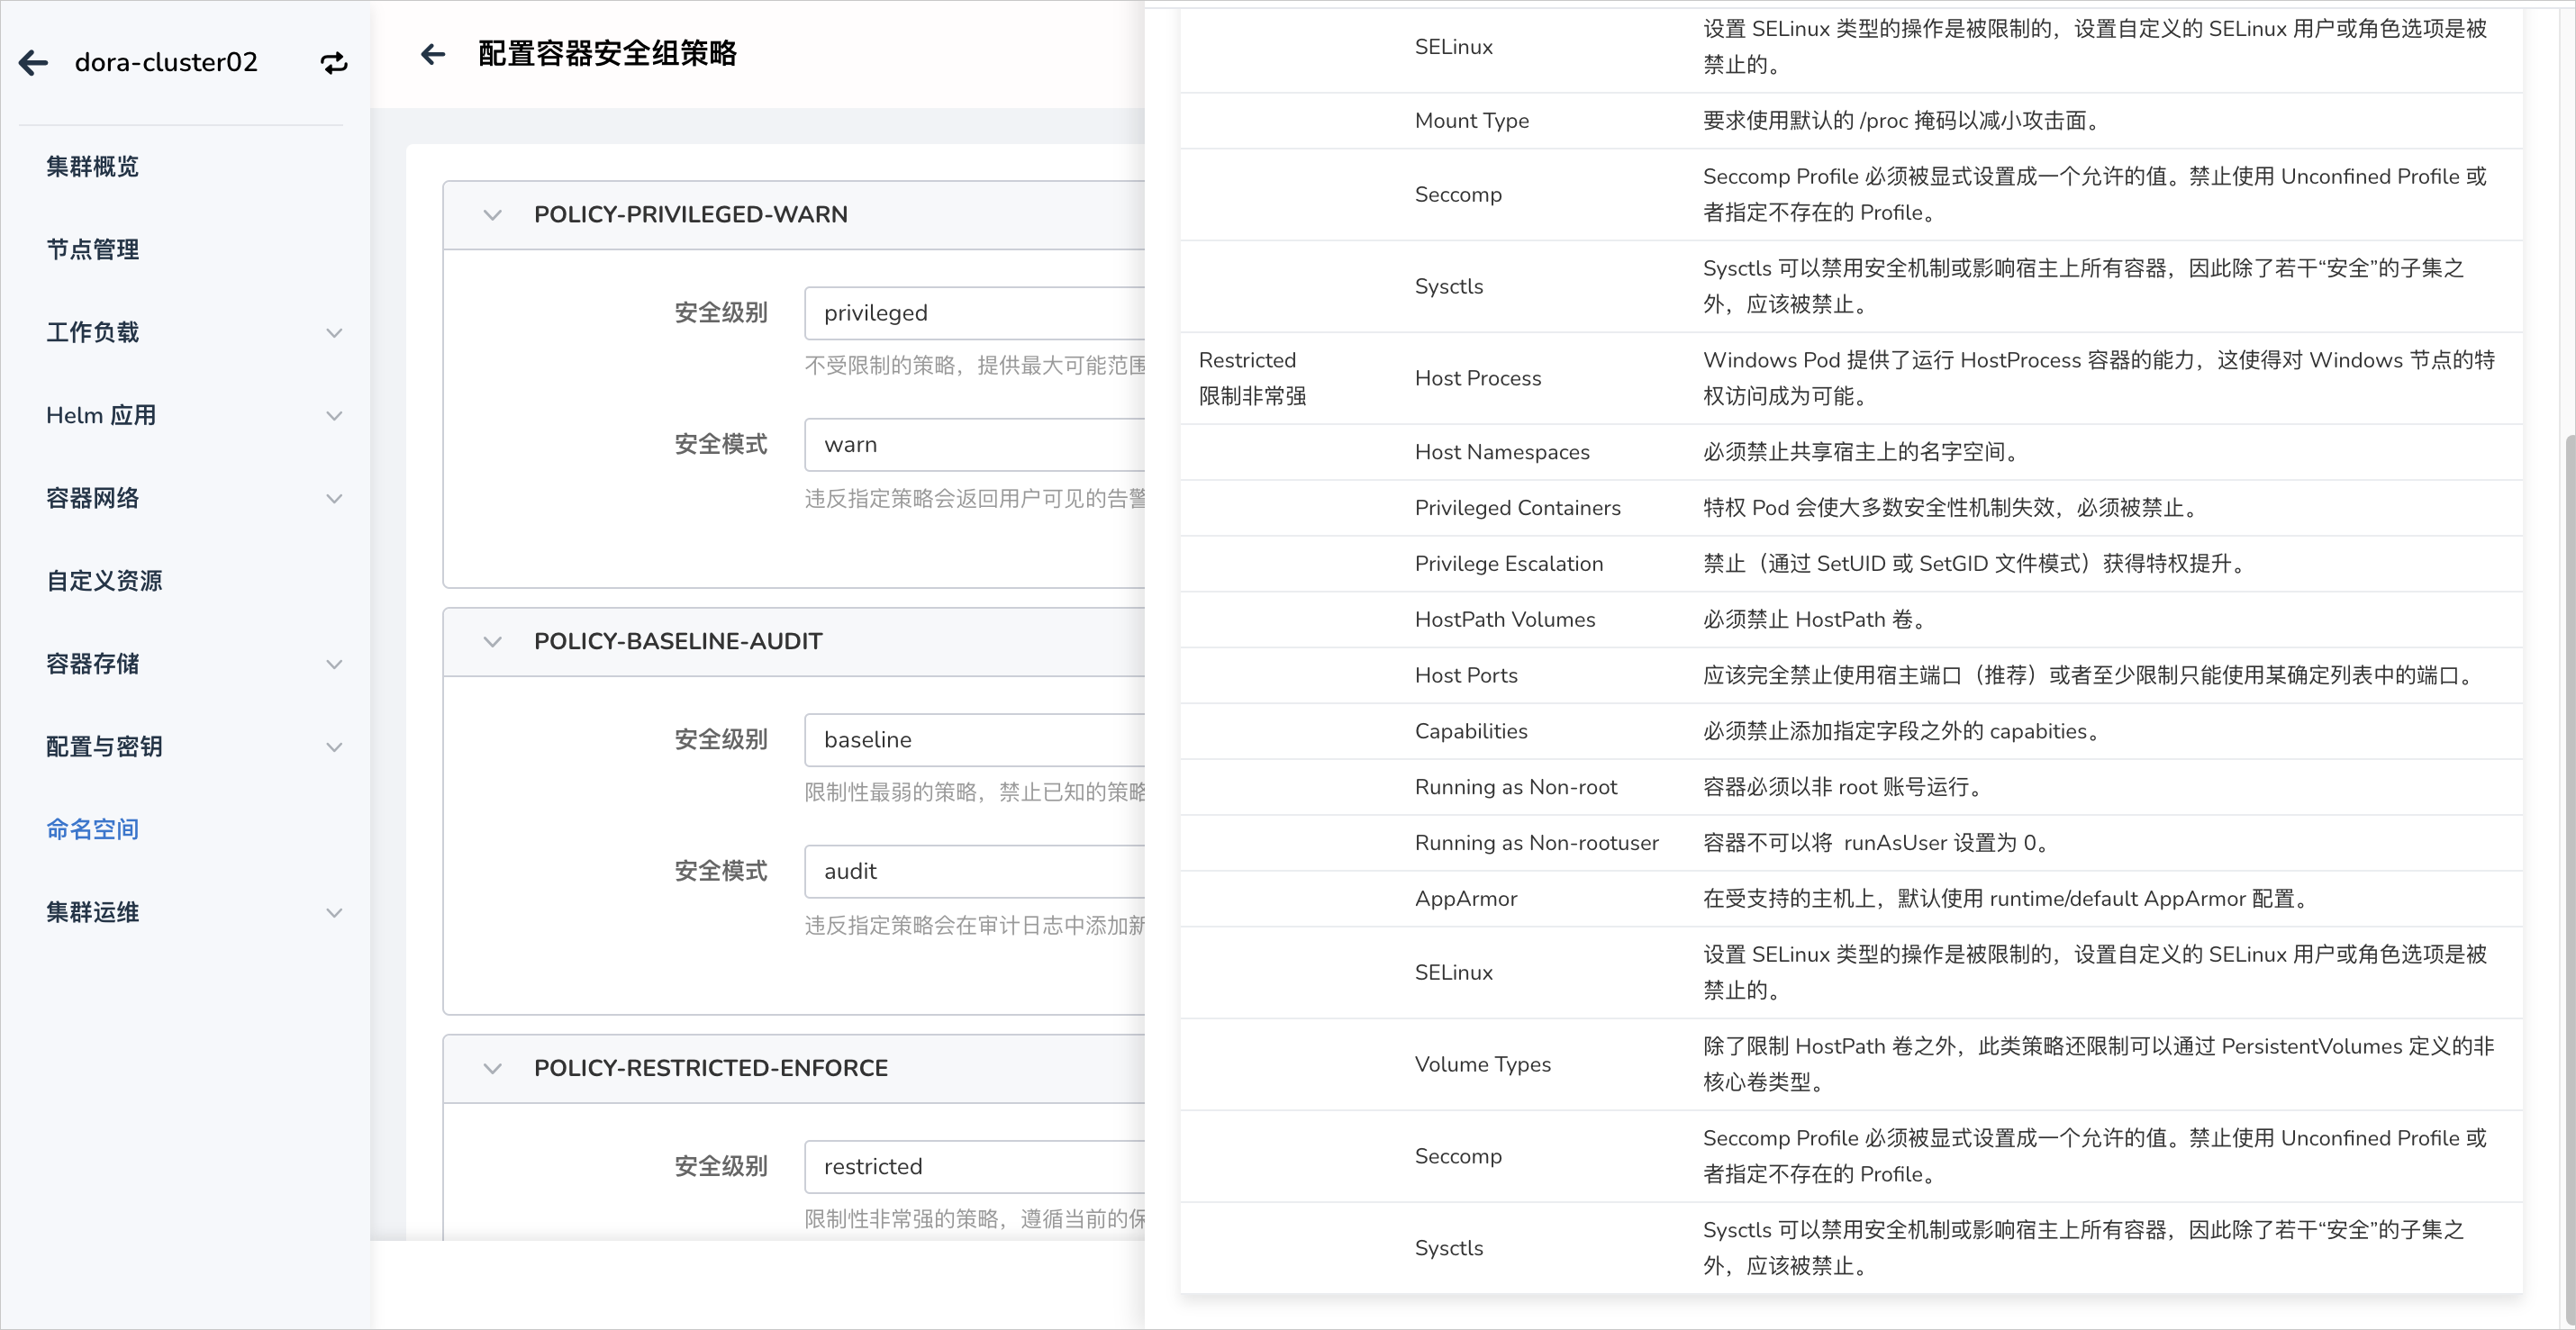 dora-cluster02
集群概览
节点管理
工作负载
Helm 应用
容器网络
自定义资源
容器存储
配置与密钥
命名空间
集群运维
配置容器安全组策略
POLICY-PRIVILEGED-WARN
安全级别
privileged
不受限制的策略，提供最大可能范围
安全模式
warn
违反指定策略会返回用户可见的告警
POLICY-BASELINE-AUDIT
安全级别
baseline
限制性最弱的策略，禁止已知的策略
安全模式
audit
违反指定策略会在审计日志中添加新
POLICY-RESTRICTED-ENFORCE
安全级别
restricted
限制性非常强的策略，遵循当前的保
SELinux
设置 SELinux 类型的操作是被限制的，设置自定义的 SELinux 用户或角色选项是被
禁止的。
Mount Type
要求使用默认的 /proc 掩码以减小攻击面。
Seccomp
Seccomp Profile 必须被显式设置成一个允许的值。禁止使用 Unconfined Profile 或
者指定不存在的 Profile。
Sysctls
Sysctls 可以禁用安全机制或影响宿主上所有容器，因此除了若干“安全”的子集之
外，应该被禁止。
Restricted
限制非常强
Host Process
Windows Pod 提供了运行 HostProcess 容器的能力，这使得对 Windows 节点的特
权访问成为可能。
Host Namespaces
必须禁止共享宿主上的名字空间。
Privileged Containers
特权 Pod 会使大多数安全性机制失效，必须被禁止。
Privilege Escalation
禁止（通过 SetUID 或 SetGID 文件模式）获得特权提升。
HostPath Volumes
必须禁止 HostPath 卷。
Host Ports
应该完全禁止使用宿主端口（推荐）或者至少限制只能使用某确定列表中的端口。
Capabilities
必须禁止添加指定字段之外的 capabities。
Running as Non-root
容器必须以非 root 账号运行。
Running as Non-rootuser
容器不可以将 runAsUser 设置为 0。
AppArmor
在受支持的主机上，默认使用 runtime/default AppArmor 配置。
SELinux
设置 SELinux 类型的操作是被限制的，设置自定义的 SELinux 用户或角色选项是被
禁止的。
Volume Types
除了限制 HostPath 卷之外，此类策略还限制可以通过 PersistentVolumes 定义的非
核心卷类型。
Seccomp
Seccomp Profile 必须被显式设置成一个允许的值。禁止使用 Unconfined Profile 或
者指定不存在的 Profile。
Sysctls
Sysctls 可以禁用安全机制或影响宿主上所有容器，因此除了若干“安全”的子集之
外，应该被禁止。